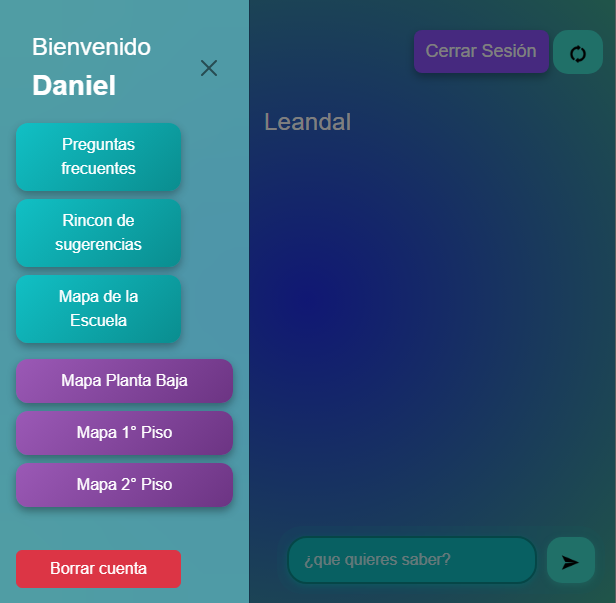 Bienvenido
Daniel
Cerrar Sesión
Leandal
Preguntas
frecuentes
Rincon de
sugerencias
Mapa de la
Escuela
Mapa Planta Baja
Mapa 1° Piso
Mapa 2° Piso
Borrar cuenta
¿que quieres saber?